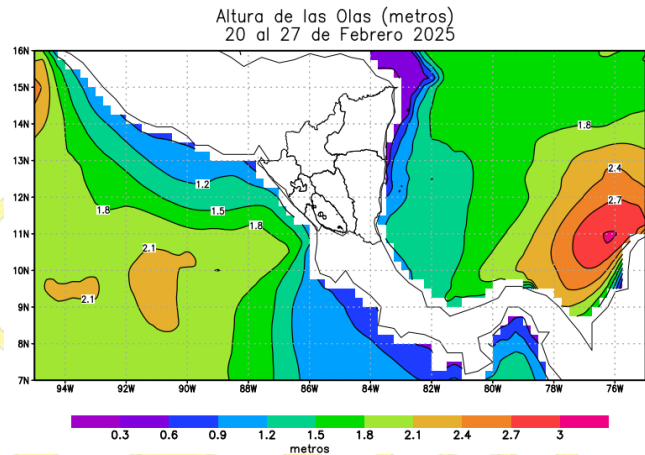 Altura de las Olas (metros)
20 al 27 de Febrero 2025
16N
15N
14N
13N
12N
11N
10N
9N
8N
7N
1.8
2.4
2.7
1.2
1.5
1.8
1.8
2.1
2.1
94W 92W 90W 88W 86W 84W 82W 80W 78W 76W
0.3 0.6 0.9 1.2 1.5 1.8 2.1 2.4 2.7 3
metros